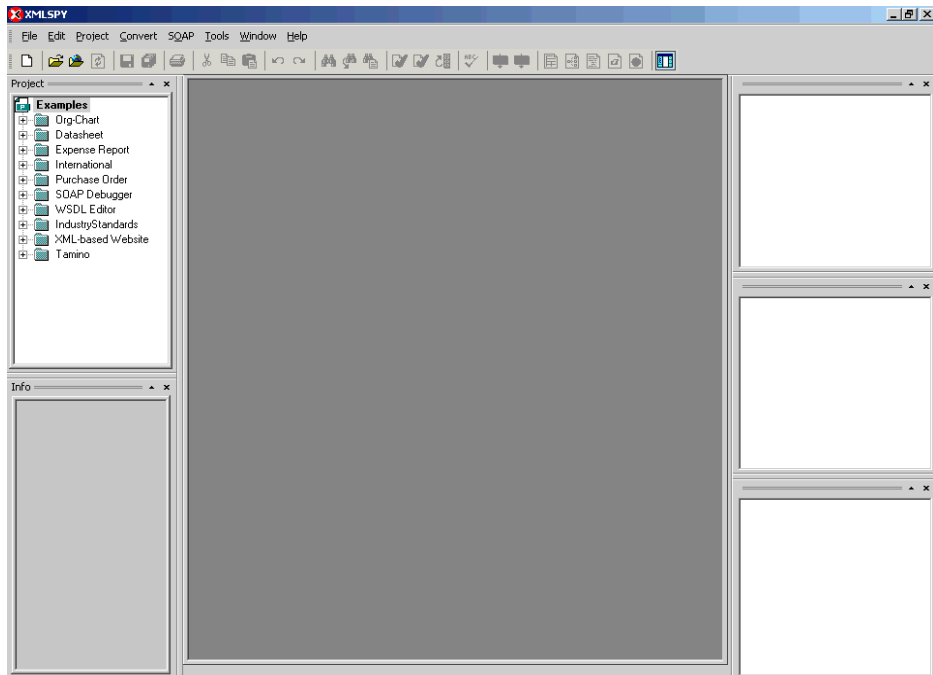 XMLSPY
File Edit Project Convert SOAP Tools Window Help
Project
Examples
Org-Chart
Datasheet
Expense Report
International
Purchase Order
SOAP Debugger
WSDL Editor
IndustryStandards
XML-based Website
Tamino
Info